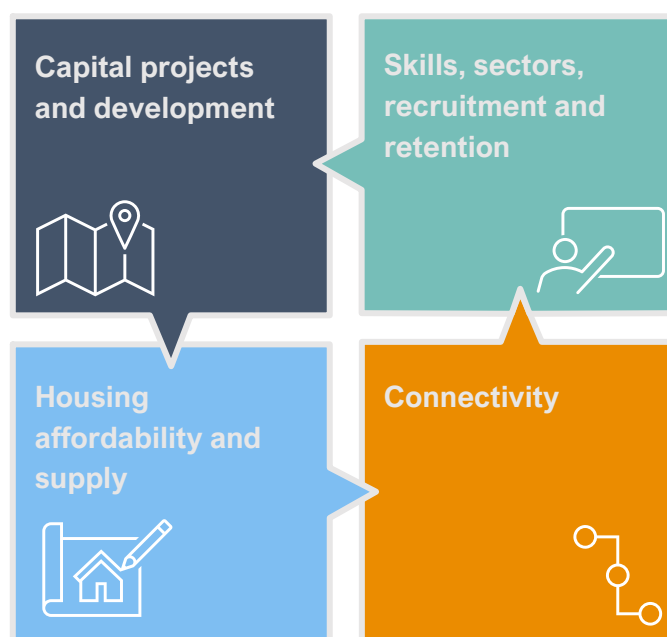 Capital projects
and development
Skills, sectors,
recruitment and
retention
Housing
affordability and
supply
Connectivity